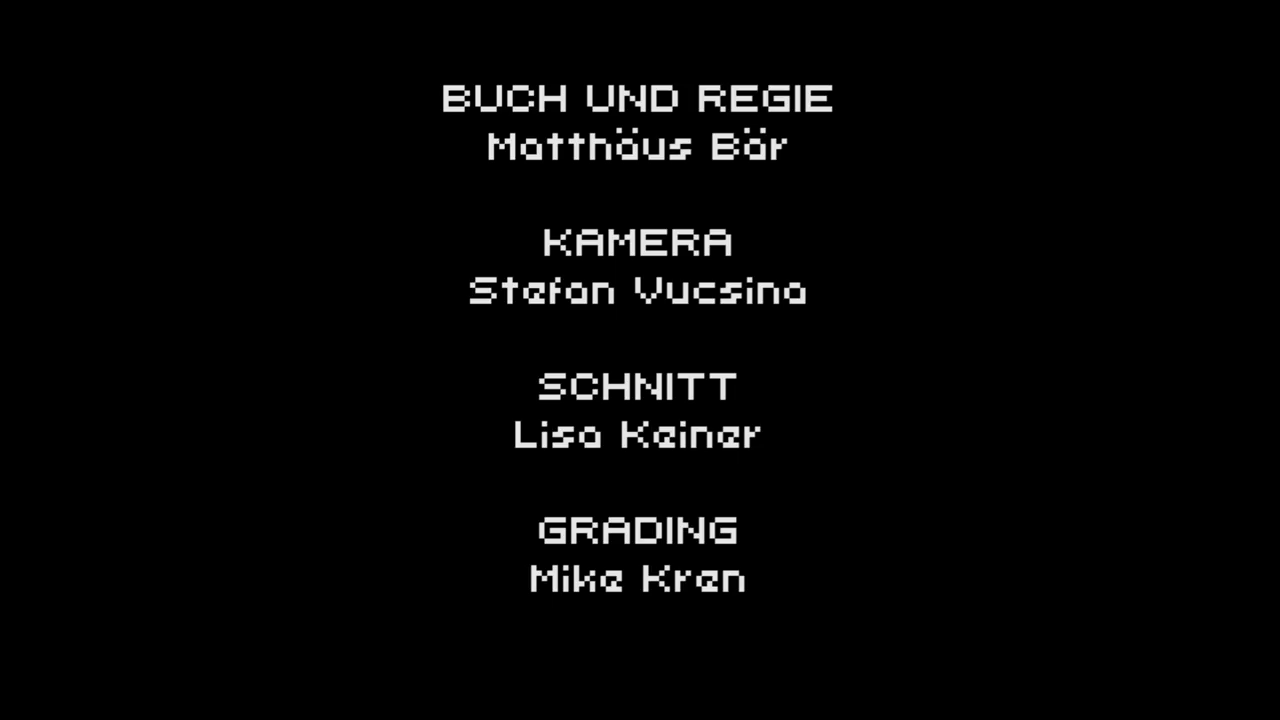 BUCH UND REGIE
Matthäus Bär
KAMERA
Stefan Vucsina
SCHNITT
Lisa Keiner
GRADING
Mike Kren